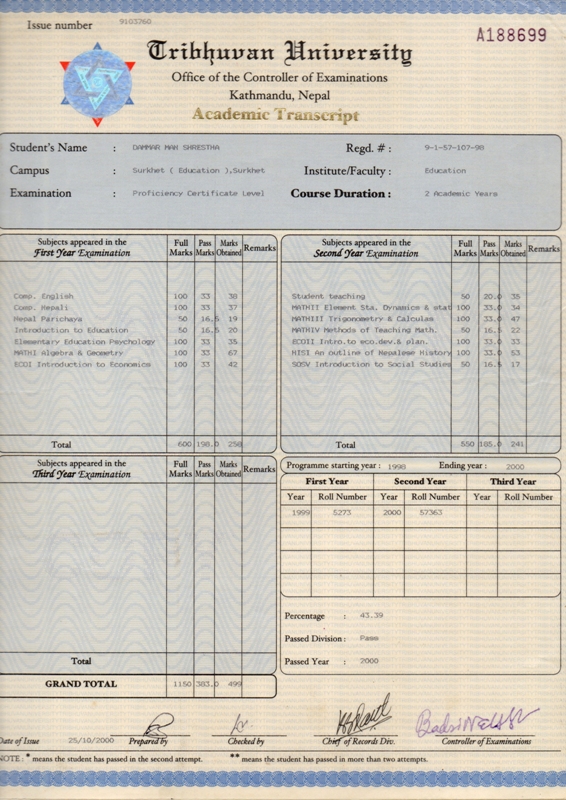 Issue number 9103760
A188699
Tribhuvan University
Office of the Controller of Examinations
Kathmandu, Nepal
Academic Transcript
Student's Name : DAMMAR MAN SHRESTHA Regd. # : 9-1-57-107-98
Campus : Surkhet ( Education ),Surkhet Institute/Faculty : Education
Examination : Proficiency Certificate Level Course Duration : 2 Academic Years
Subjects appeared in the First Year Examination Full Marks Pass Marks Marks Obtained Remarks
Comp. English 100 33 38
Comp. Nepali 100 33 37
Nepal Parichaya 50 16.5 19
Introduction to Education 50 16.5 20
Elementary Education Psychology 100 33 35
MATHI Algebra & Geometry 100 33 67
ECOI Introduction to Economics 100 33 42
Total 600 198.0 258
Subjects appeared in the Second Year Examination Full Marks Pass Marks Marks Obtained Remarks
Student teaching 50 20.0 35
MATHII Element Sta. Dynamics & stat 100 33.0 34
MATHIII Trigonometry & Calculas 100 33.0 47
MATHIV Methods of Teaching Math. 50 16.5 22
ECOII Intro.to eco.dev.& plan. 100 33.0 33
HISI An outline of Nepalese History 100 33.0 53
SOSV Introduction to Social Studies 50 16.5 17
Total 550 185.0 241
Subjects appeared in the Third Year Examination Full Marks Pass Marks Marks Obtained Remarks
Total
GRAND TOTAL 1150 383.0 499
Programme starting year : 1998 Ending year : 2000
First Year Second Year Third Year
Year Roll Number Year Roll Number Year Roll Number
1999 5273 2000 57363
Percentage : 43.39
Passed Division : Pass
Passed Year : 2000
Date of Issue 25/10/2000 Prepared by Checked by Chief of Records Div. Controller of Examinations
NOTE : * means the student has passed in the second attempt. ** means the student has passed in more than two attempts.